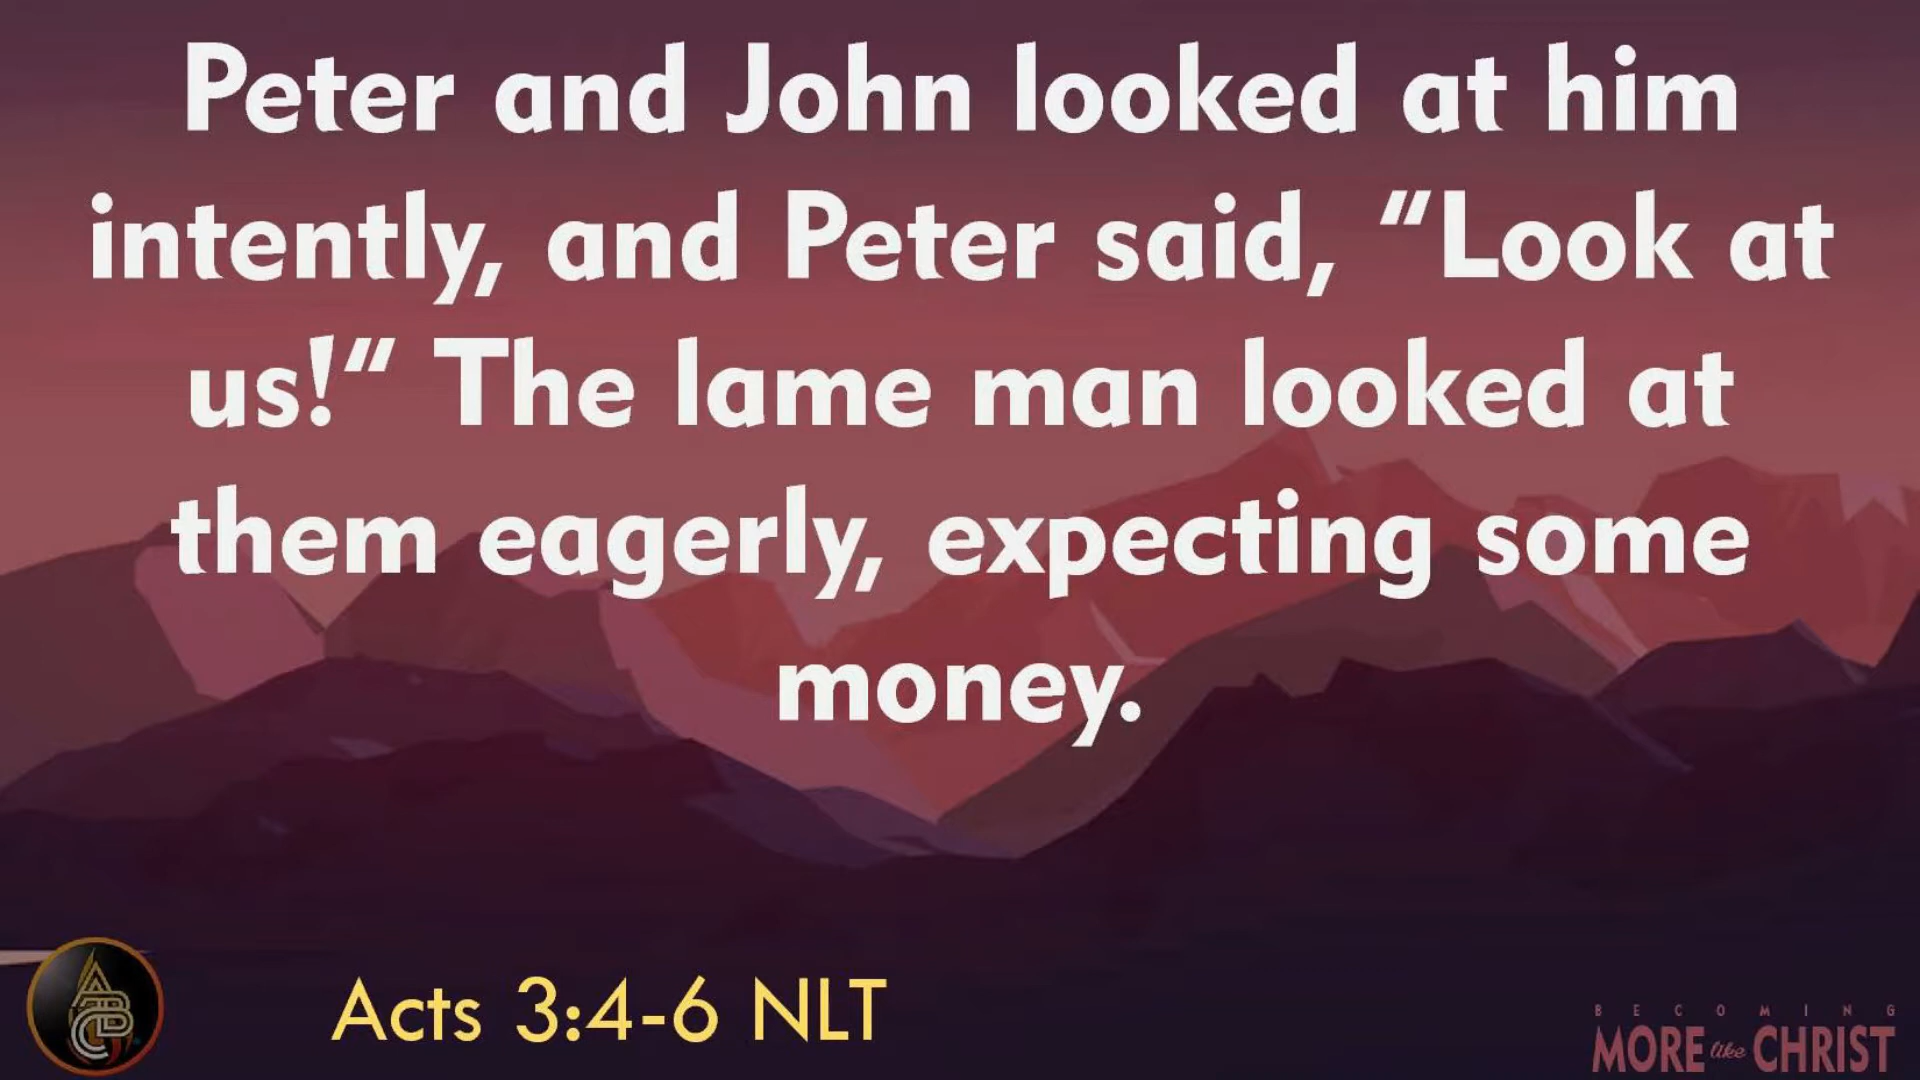 Peter and John looked at him
intently, and Peter said, “Look at
us!” The lame man looked at
them eagerly, expecting some
money.
Acts 3:4-6 NLT
BECOMING
MORE like CHRIST